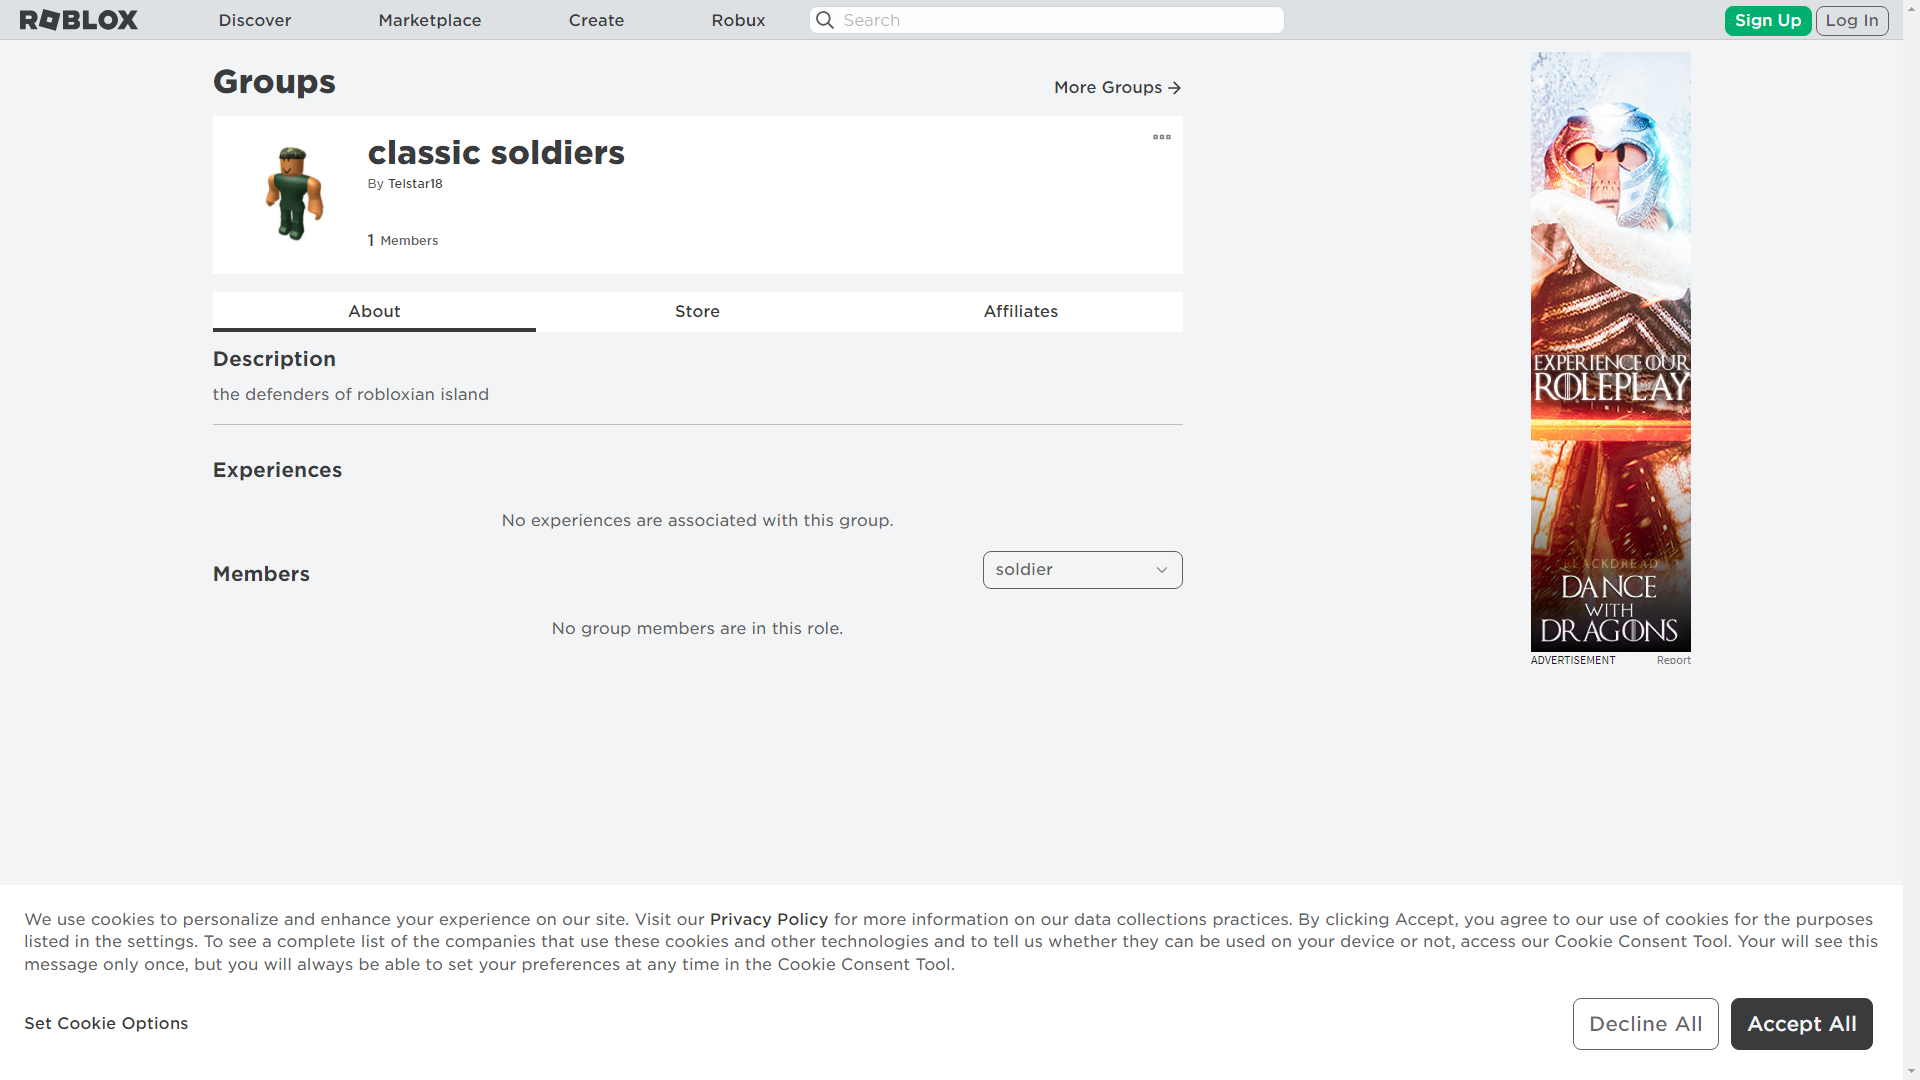 ROBLOX
Discover
Marketplace
Create
Robux
Search
Sign Up
Log In
Groups
More Groups
classic soldiers
By Telstar18
1 Members
About
Store
Affiliates
Description
the defenders of robloxian island
Experiences
No experiences are associated with this group.
Members
soldier
No group members are in this role.
EXPERIENCE OUR
ROLEPLAY
BLACKDREAD
DANCE
WITH
DRAGONS
ADVERTISEMENT
Report
We use cookies to personalize and enhance your experience on our site. Visit our Privacy Policy for more information on our data collections practices. By clicking Accept, you agree to our use of cookies for the purposes
listed in the settings. To see a complete list of the companies that use these cookies and other technologies and to tell us whether they can be used on your device or not, access our Cookie Consent Tool. Your will see this
message only once, but you will always be able to set your preferences at any time in the Cookie Consent Tool.
Set Cookie Options
Decline All
Accept All